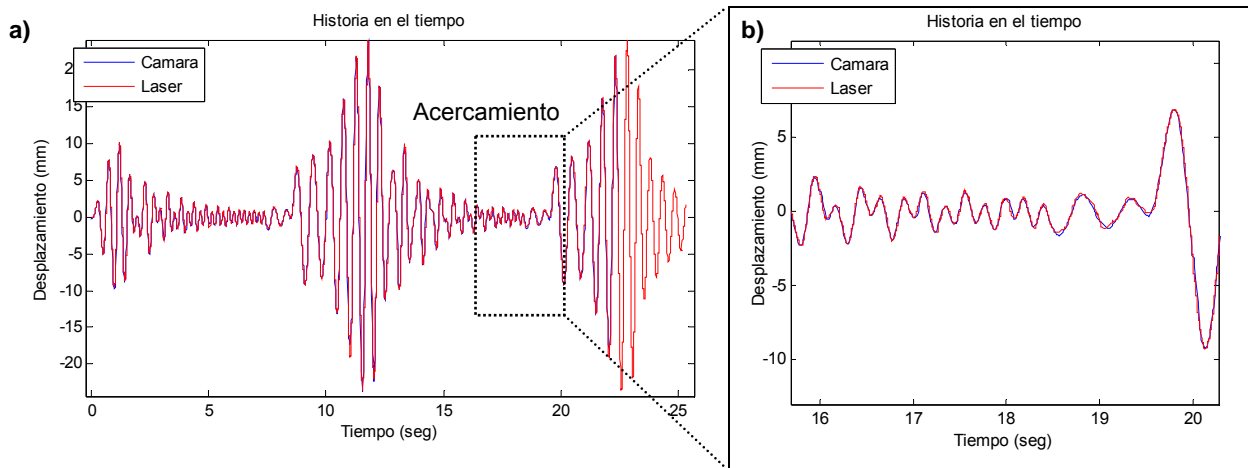 a)
Historia en el tiempo
Camara
Laser
Acercamiento
Desplazamiento (mm)
15
10
5
0
-5
-10
-15
-20
0 5 10 15 20 25
Tiempo (seg)
b)
Historia en el tiempo
Camara
Laser
Desplazamiento (mm)
5
0
-5
-10
16 17 18 19 20
Tiempo (seg)